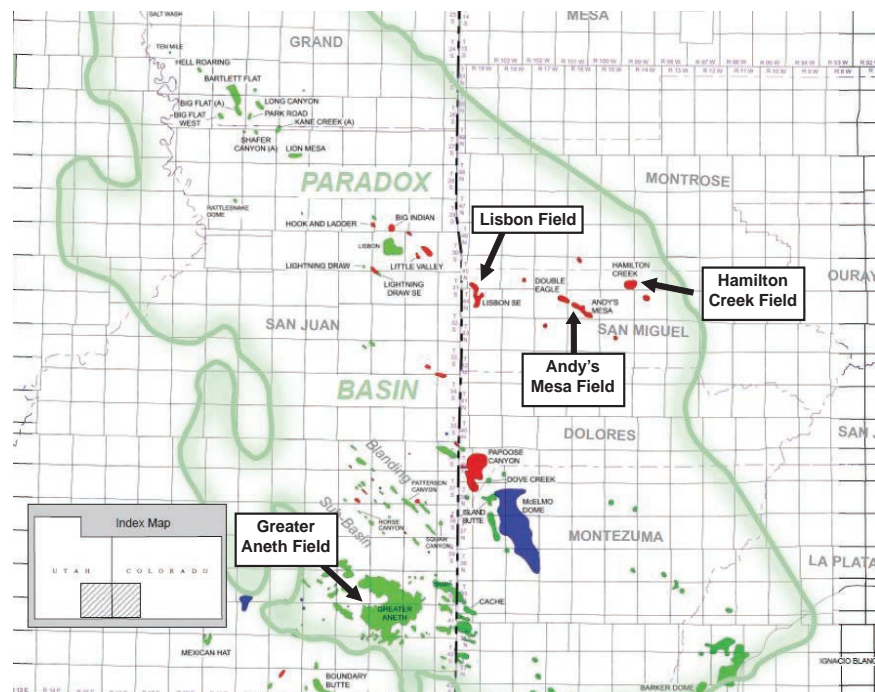 SALT WASH
GRAND
MESA
TEN MILE
HELL ROARING
BARTLETT FLAT
BIG FLAT (A)
LONG CANYON
BIG FLAT
WEST
PARK ROAD
KANE CREEK (A)
SHAFER
CANYON (A)
LION MESA
PARADOX
MONTROSE
RATTLESNAKE
DOME
HOOK AND LADDER
BIG INDIAN
Lisbon Field
LISBON
LIGHTNING DRAW
LITTLE VALLEY
LIGHTNING
DRAW SE
LISBON SE
DOUBLE
EAGLE
HAMILTON
CREEK
Hamilton
Creek Field
OURAY
ANDY'S
MESA
SAN JUAN
SAN MIGUEL
Andy's
Mesa Field
BASIN
DOLORES
SAN J
Blanding
Sub-Basin
PAPOOSE
CANYON
DOVE CREEK
PATTERSON
CANYON
McELMO
DOME
ISLAND
BUTTE
HORSE
CANYON
SQUAW
CANYON
MONTEZUMA
LA PLATA
Index Map
UTAH COLORADO
Greater
Aneth Field
GREATER
ANETH
CACHE
MEXICAN HAT
BOUNDARY
BUTTE
BARKER DOME
IGNACIO BLANC